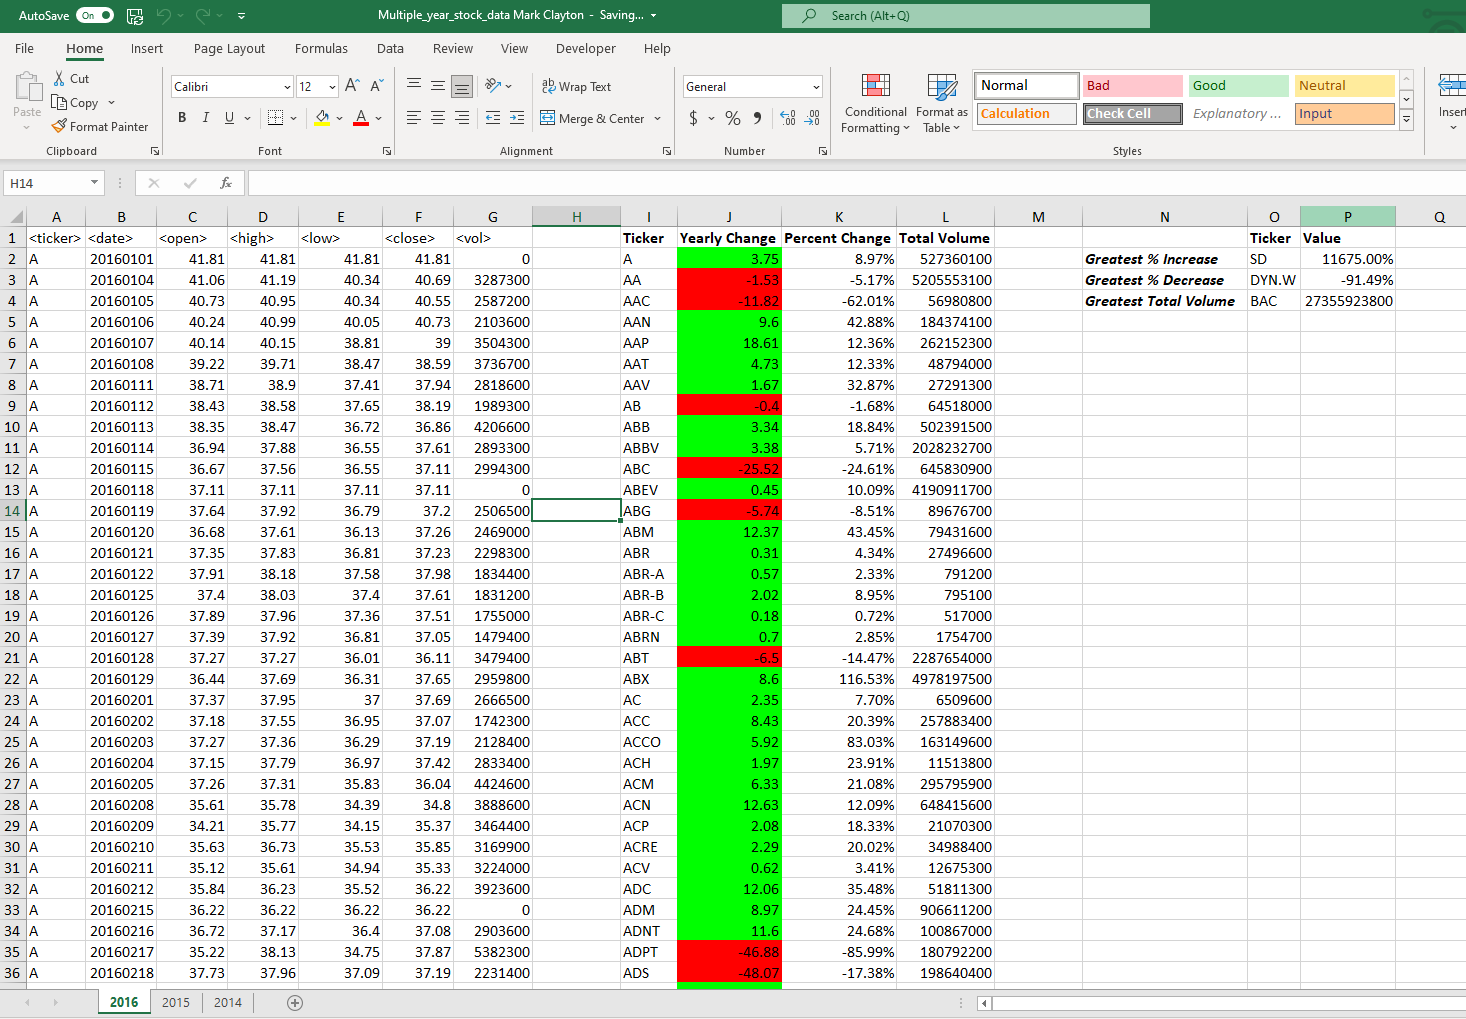 AutoSave On Multiple_year_stock_data Mark Clayton - Saving... Search (Alt+Q)
File Home Insert Page Layout Formulas Data Review View Developer Help
Paste Cut Copy Format Painter Calibri 12 B I U A ab Wrap Text Merge & Center General $ % Conditional Formatting Format as Table Normal Bad Good Neutral Calculation Check Cell Explanatory ... Input Insert
Clipboard Font Alignment Number Styles
H14 fx
A B C D E F G H I J K L M N O P Q
1 <ticker> <date> <open> <high> <low> <close> <vol> Ticker Yearly Change Percent Change Total Volume Ticker Value
2 A 20160101 41.81 41.81 41.81 41.81 0 A 3.75 8.97% 527360100 Greatest % Increase SD 11675.00%
3 A 20160104 41.06 41.19 40.34 40.69 3287300 AA -1.53 -5.17% 5205553100 Greatest % Decrease DYN.W -91.49%
4 A 20160105 40.73 40.95 40.34 40.55 2587200 AAC -11.82 -62.01% 56980800 Greatest Total Volume BAC 27355923800
5 A 20160106 40.24 40.99 40.05 40.73 2103600 AAN 9.6 42.88% 184374100
6 A 20160107 40.14 40.15 38.81 39 3504300 AAP 18.61 12.36% 262152300
7 A 20160108 39.22 39.71 38.47 38.59 3736700 AAT 4.73 12.33% 48794000
8 A 20160111 38.71 38.9 37.41 37.94 2818600 AAV 1.67 32.87% 27291300
9 A 20160112 38.43 38.58 37.65 38.19 1989300 AB -0.4 -1.68% 64518000
10 A 20160113 38.35 38.47 36.72 36.86 4206600 ABB 3.34 18.84% 502391500
11 A 20160114 36.94 37.88 36.55 37.61 2893300 ABBV 3.38 5.71% 2028232700
12 A 20160115 36.67 37.56 36.55 37.11 2994300 ABC -25.52 -24.61% 645830900
13 A 20160118 37.11 37.11 37.11 37.11 0 ABEV 0.45 10.09% 4190911700
14 A 20160119 37.64 37.92 36.79 37.2 2506500 ABG -5.74 -8.51% 89676700
15 A 20160120 36.68 37.61 36.13 37.26 2469000 ABM 12.37 43.45% 79431600
16 A 20160121 37.35 37.83 36.81 37.23 2298300 ABR 0.31 4.34% 27496600
17 A 20160122 37.91 38.18 37.58 37.98 1834400 ABR-A 0.57 2.33% 791200
18 A 20160125 37.4 38.03 37.4 37.61 1831200 ABR-B 2.02 8.95% 795100
19 A 20160126 37.89 37.96 37.36 37.51 1755000 ABR-C 0.18 0.72% 517000
20 A 20160127 37.39 37.92 36.81 37.05 1479400 ABRN 0.7 2.85% 1754700
21 A 20160128 37.27 37.27 36.01 36.11 3479400 ABT -6.5 -14.47% 2287654000
22 A 20160129 36.44 37.69 36.31 37.65 2959800 ABX 8.6 116.53% 4978197500
23 A 20160201 37.37 37.95 37 37.69 2666500 AC 2.35 7.70% 6509600
24 A 20160202 37.18 37.55 36.95 37.07 1742300 ACC 8.43 20.39% 257883400
25 A 20160203 37.27 37.36 36.29 37.19 2128400 ACCO 5.92 83.03% 163149600
26 A 20160204 37.15 37.79 36.97 37.42 2833400 ACH 1.97 23.91% 11513800
27 A 20160205 37.26 37.31 35.83 36.04 4424600 ACM 6.33 21.08% 295795900
28 A 20160208 35.61 35.78 34.39 34.8 3888600 ACN 12.63 12.09% 648415600
29 A 20160209 34.21 35.77 34.15 35.37 3464400 ACP 2.08 18.33% 21070300
30 A 20160210 35.63 36.73 35.53 35.85 3169900 ACRE 2.29 20.02% 34988400
31 A 20160211 35.12 35.61 34.94 35.33 3224000 ACV 0.62 3.41% 12675300
32 A 20160212 35.84 36.23 35.52 36.22 3923600 ADC 12.06 35.48% 51811300
33 A 20160215 36.22 36.22 36.22 36.22 0 ADM 8.97 24.45% 906611200
34 A 20160216 36.72 37.17 36.4 37.08 2903600 ADNT 11.6 24.68% 100867000
35 A 20160217 35.22 38.13 34.75 37.87 5382300 ADPT -46.88 -85.99% 180792200
36 A 20160218 37.73 37.96 37.09 37.19 2231400 ADS -48.07 -17.38% 198640400
2016 2015 2014